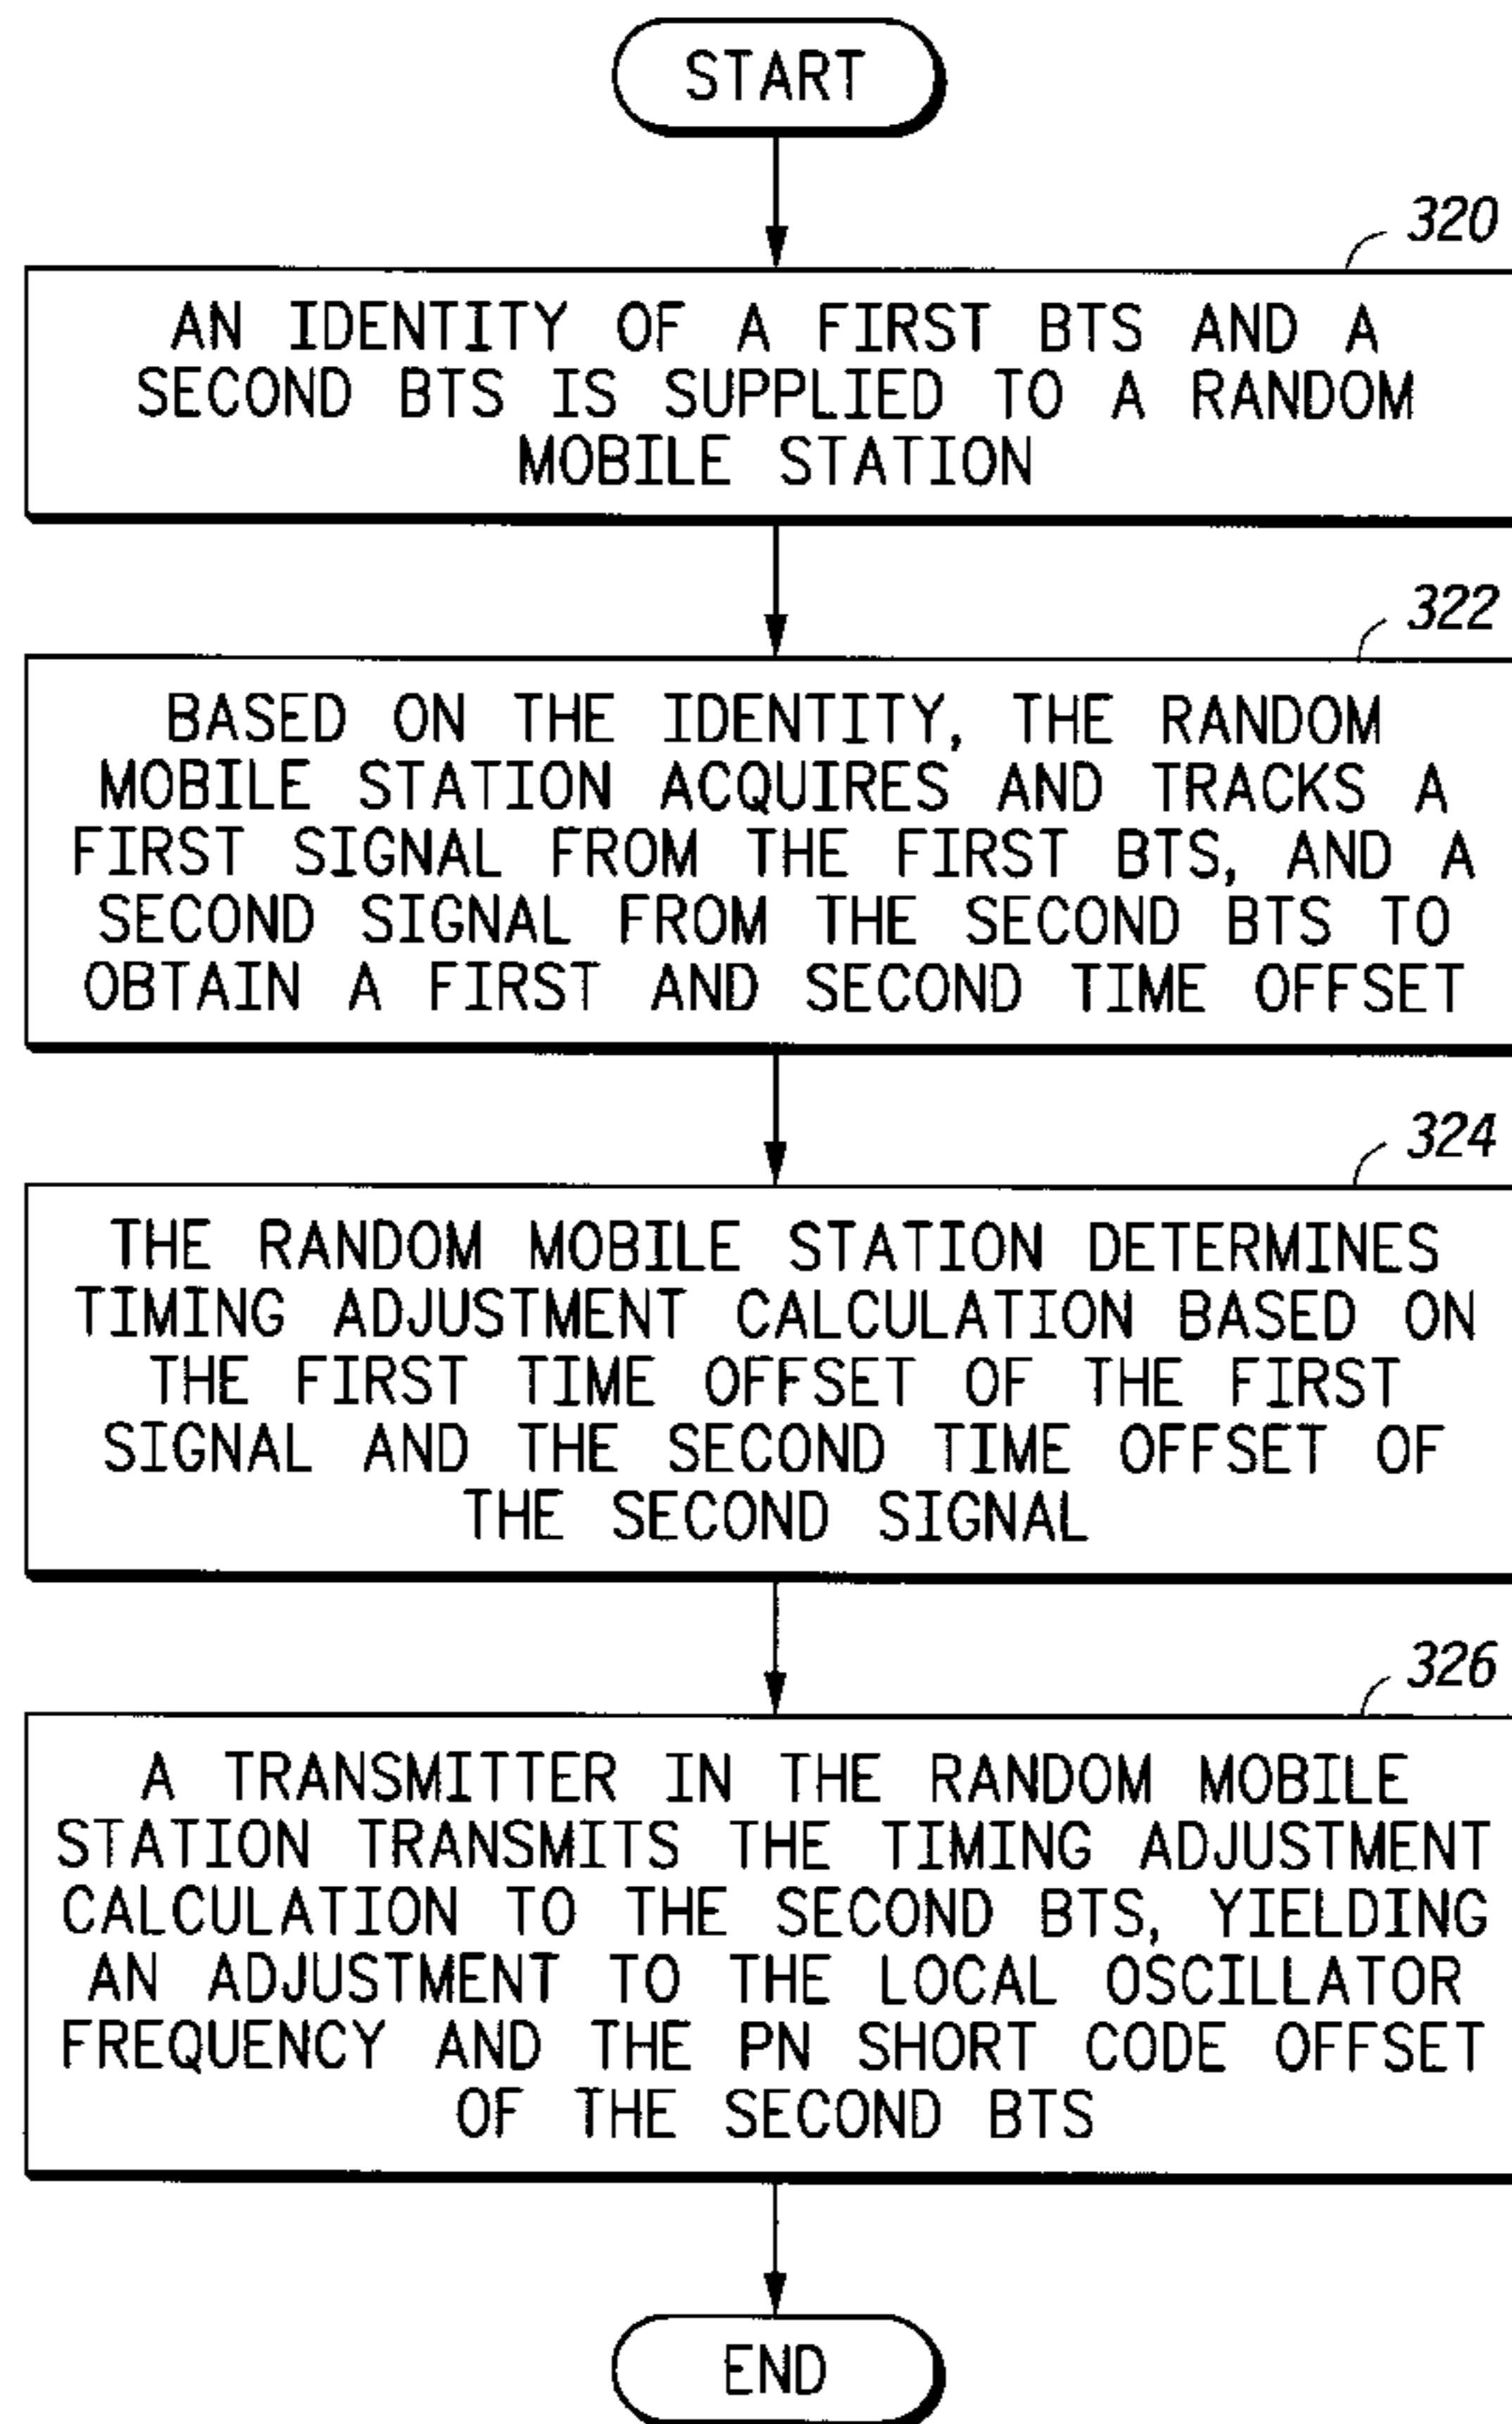 START
320
AN IDENTITY OF A FIRST BTS AND A
SECOND BTS IS SUPPLIED TO A RANDOM
MOBILE STATION
322
BASED ON THE IDENTITY, THE RANDOM
MOBILE STATION ACQUIRES AND TRACKS A
FIRST SIGNAL FROM THE FIRST BTS, AND A
SECOND SIGNAL FROM THE SECOND BTS TO
OBTAIN A FIRST AND SECOND TIME OFFSET
324
THE RANDOM MOBILE STATION DETERMINES
TIMING ADJUSTMENT CALCULATION BASED ON
THE FIRST TIME OFFSET OF THE FIRST
SIGNAL AND THE SECOND TIME OFFSET OF
THE SECOND SIGNAL
326
A TRANSMITTER IN THE RANDOM MOBILE
STATION TRANSMITS THE TIMING ADJUSTMENT
CALCULATION TO THE SECOND BTS, YIELDING
AN ADJUSTMENT TO THE LOCAL OSCILLATOR
FREQUENCY AND THE PN SHORT CODE OFFSET
OF THE SECOND BTS
END